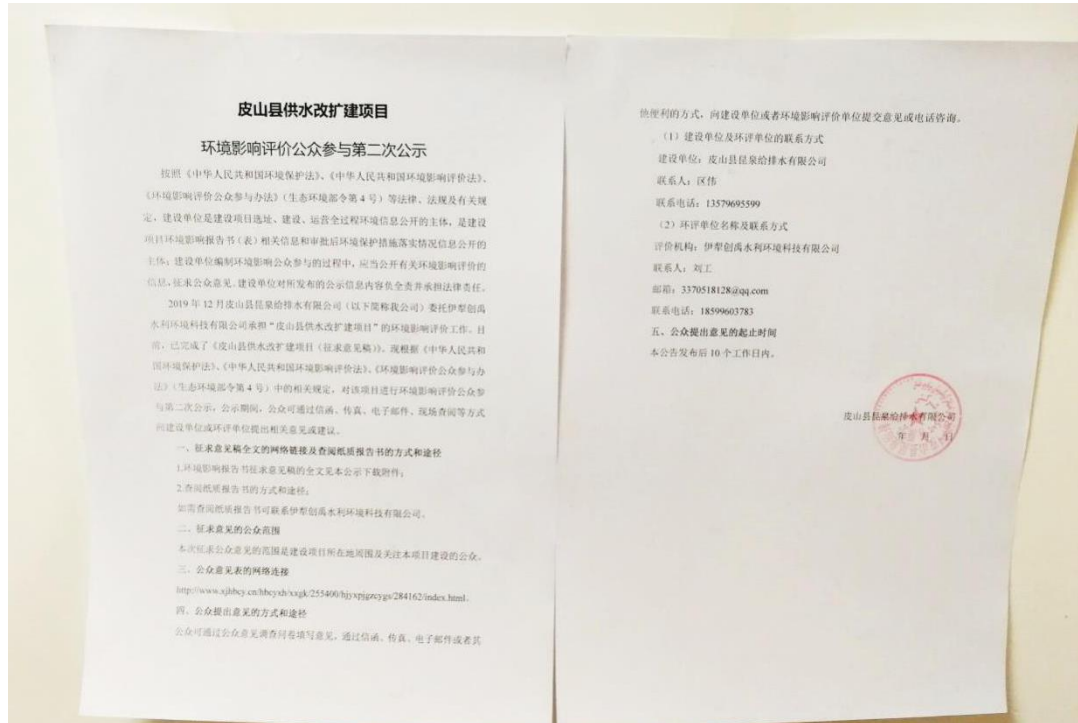 皮山县供水改扩建项目
环境影响评价公众参与第二次公示
按照《中华人民共和国环境保护法》、《中华人民共和国环境影响评价法》、
《环境影响评价公众参与办法》（生态环境部令第4号）等法律、法规及有关规
定，建设单位是建设项目选址、建设、运营全过程环境信息公开的主体，是建设
项目环境影响报告书（表）相关信息和审批后环境保护措施落实情况信息公开的
主体；建设单位编制环境影响公众参与的过程中，应当公开有关环境影响评价的
信息，征求公众意见。建设单位对所发布的公示信息内容负全责并承担法律责任。
2019年12月皮山县昆泉给排水有限公司（以下简称我公司）委托伊犁创禹
水利环境科技有限公司承担"皮山县供水改扩建项目"的环境影响评价工作。目
前，已完成了《皮山县供水改扩建项目（征求意见稿）》，现根据《中华人民共和
国环境保护法》、《中华人民共和国环境影响评价法》、《环境影响评价公众参与办
法》（生态环境部令第4号）中的相关规定，对该项目进行环境影响评价公众参
与第二次公示，公示期间，公众可通过信函、传真、电子邮件、现场查阅等方式
向建设单位或环评单位提出相关意见或建议。
一、征求意见稿全文的网络链接及查阅纸质报告书的方式和途径
1.环境影响报告书征求意见稿的全文见本公示下载附件；
2.查阅纸质报告书的方式和途径；
如需查阅纸质报告书可联系伊犁创禹水利环境科技有限公司。
二、征求意见的公众范围
本次征求公众意见的范围是建设项目所在地周围及关注本项目建设的公众。
三、公众意见表的网络连接
http://www.xjhbcy.cn/hbcyxh/xxgk/255400/hjyxpjgzcygs/284162/index.html.
四、公众提出意见的方式和途径
公众可通过公众意见调查问卷填写意见，通过信函、传真、电子邮件或者其
他便利的方式，向建设单位或者环境影响评价单位提交意见或电话咨询。
（1）建设单位及环评单位的联系方式
建设单位：皮山县昆泉给排水有限公司
联系人：区伟
联系电话：13579695599
（2）环评单位名称及联系方式
评价机构：伊犁创禹水利环境科技有限公司
联系人：刘工
邮箱：3370518128@qq.com
联系电话：18599603783
五、公众提出意见的起止时间
本公告发布后10个工作日内。
皮山县昆泉给排水有限公司
年 月 日